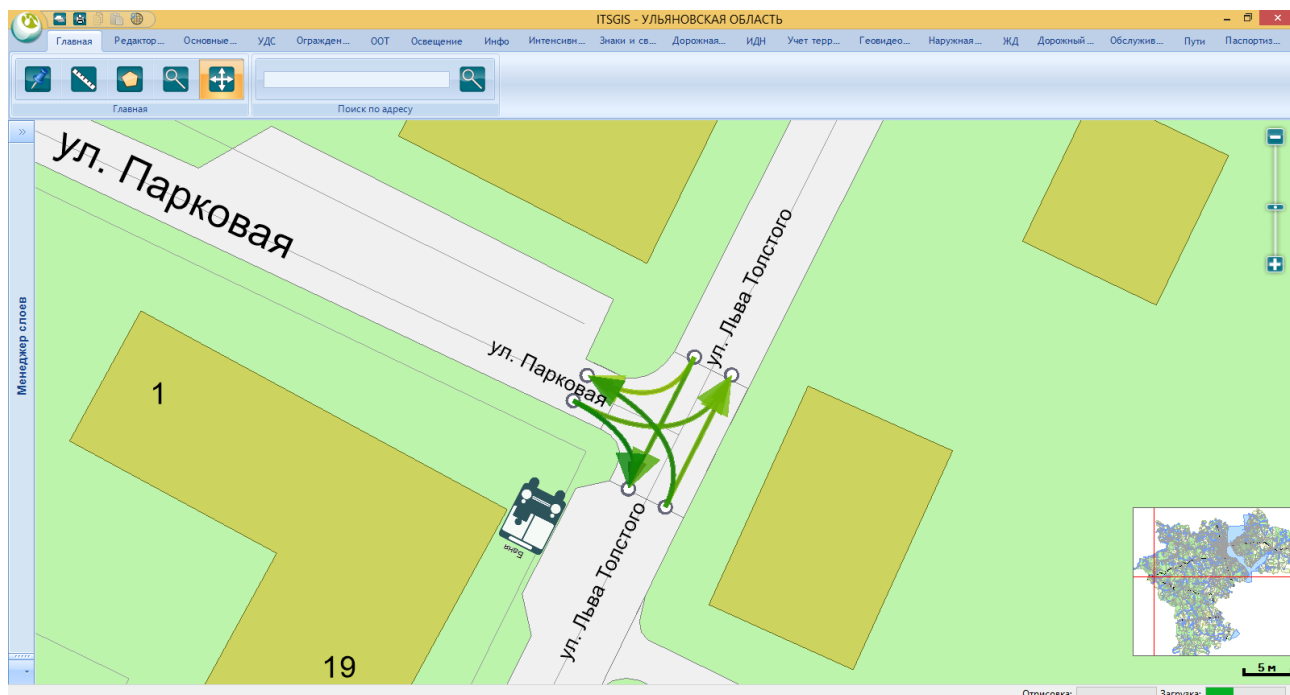 ITSGIS - УЛЬЯНОВСКАЯ ОБЛАСТЬ
Главная Редактор... Основные... УДС Огражден... ООТ Освещение Инфо Интенсивн... Знаки и св... Дорожная... ИДН Учет терр... Геовидео... Наружная... ЖД Дорожный ... Обслужив... Пути Паспортиз...
Главная
Поиск по адресу
Менеджер слоев
ул. Парковая
ул. Льва Толстого
ул. Парковая
1
Баня
ул. Льва Толстого
19
5 м
Отрисовка:
Загрузка: